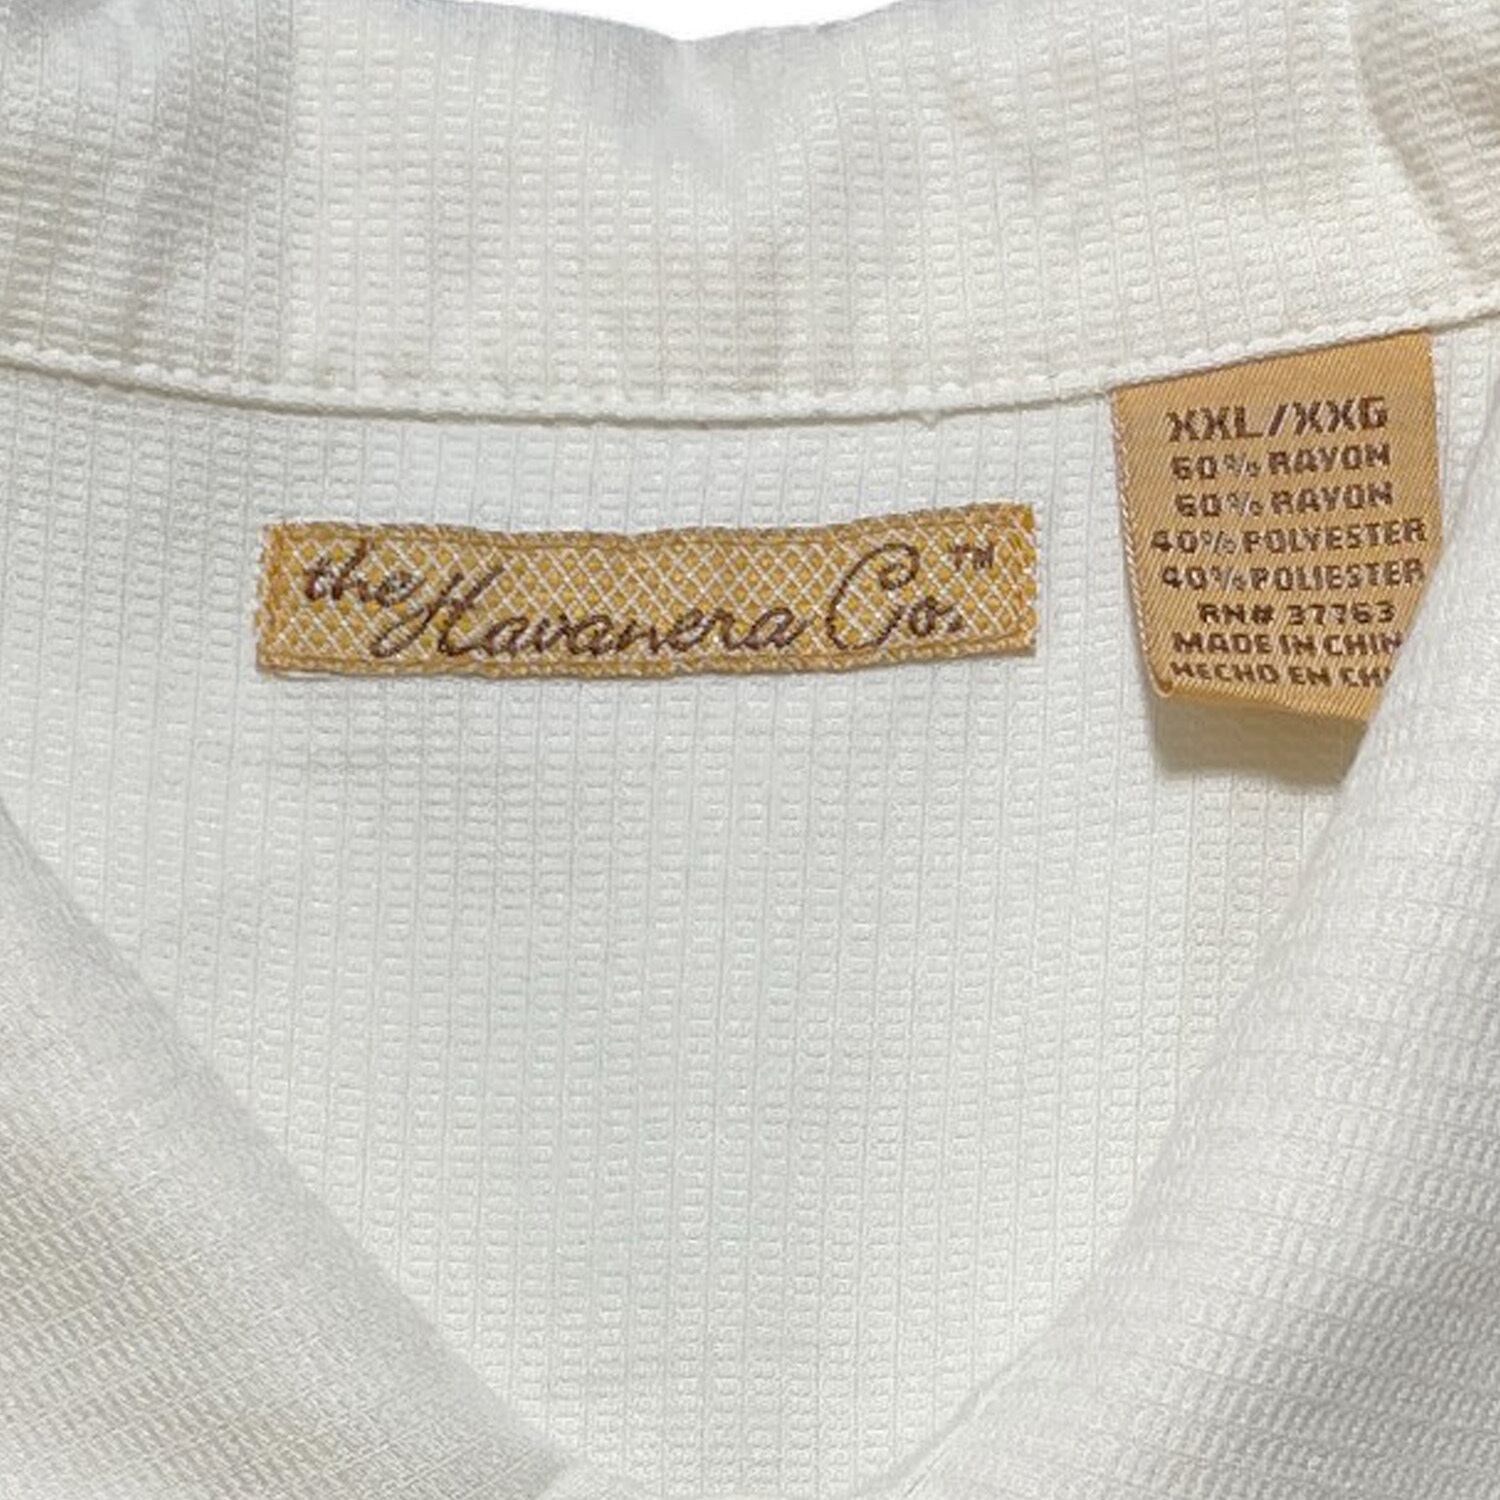 the Havanera Co.™
XXL/XXG
60% RAYON
60% RAYON
40% POLYESTER
40% POLIESTER
RN# 37763
MADE IN CHIN
HECHO EN CHI